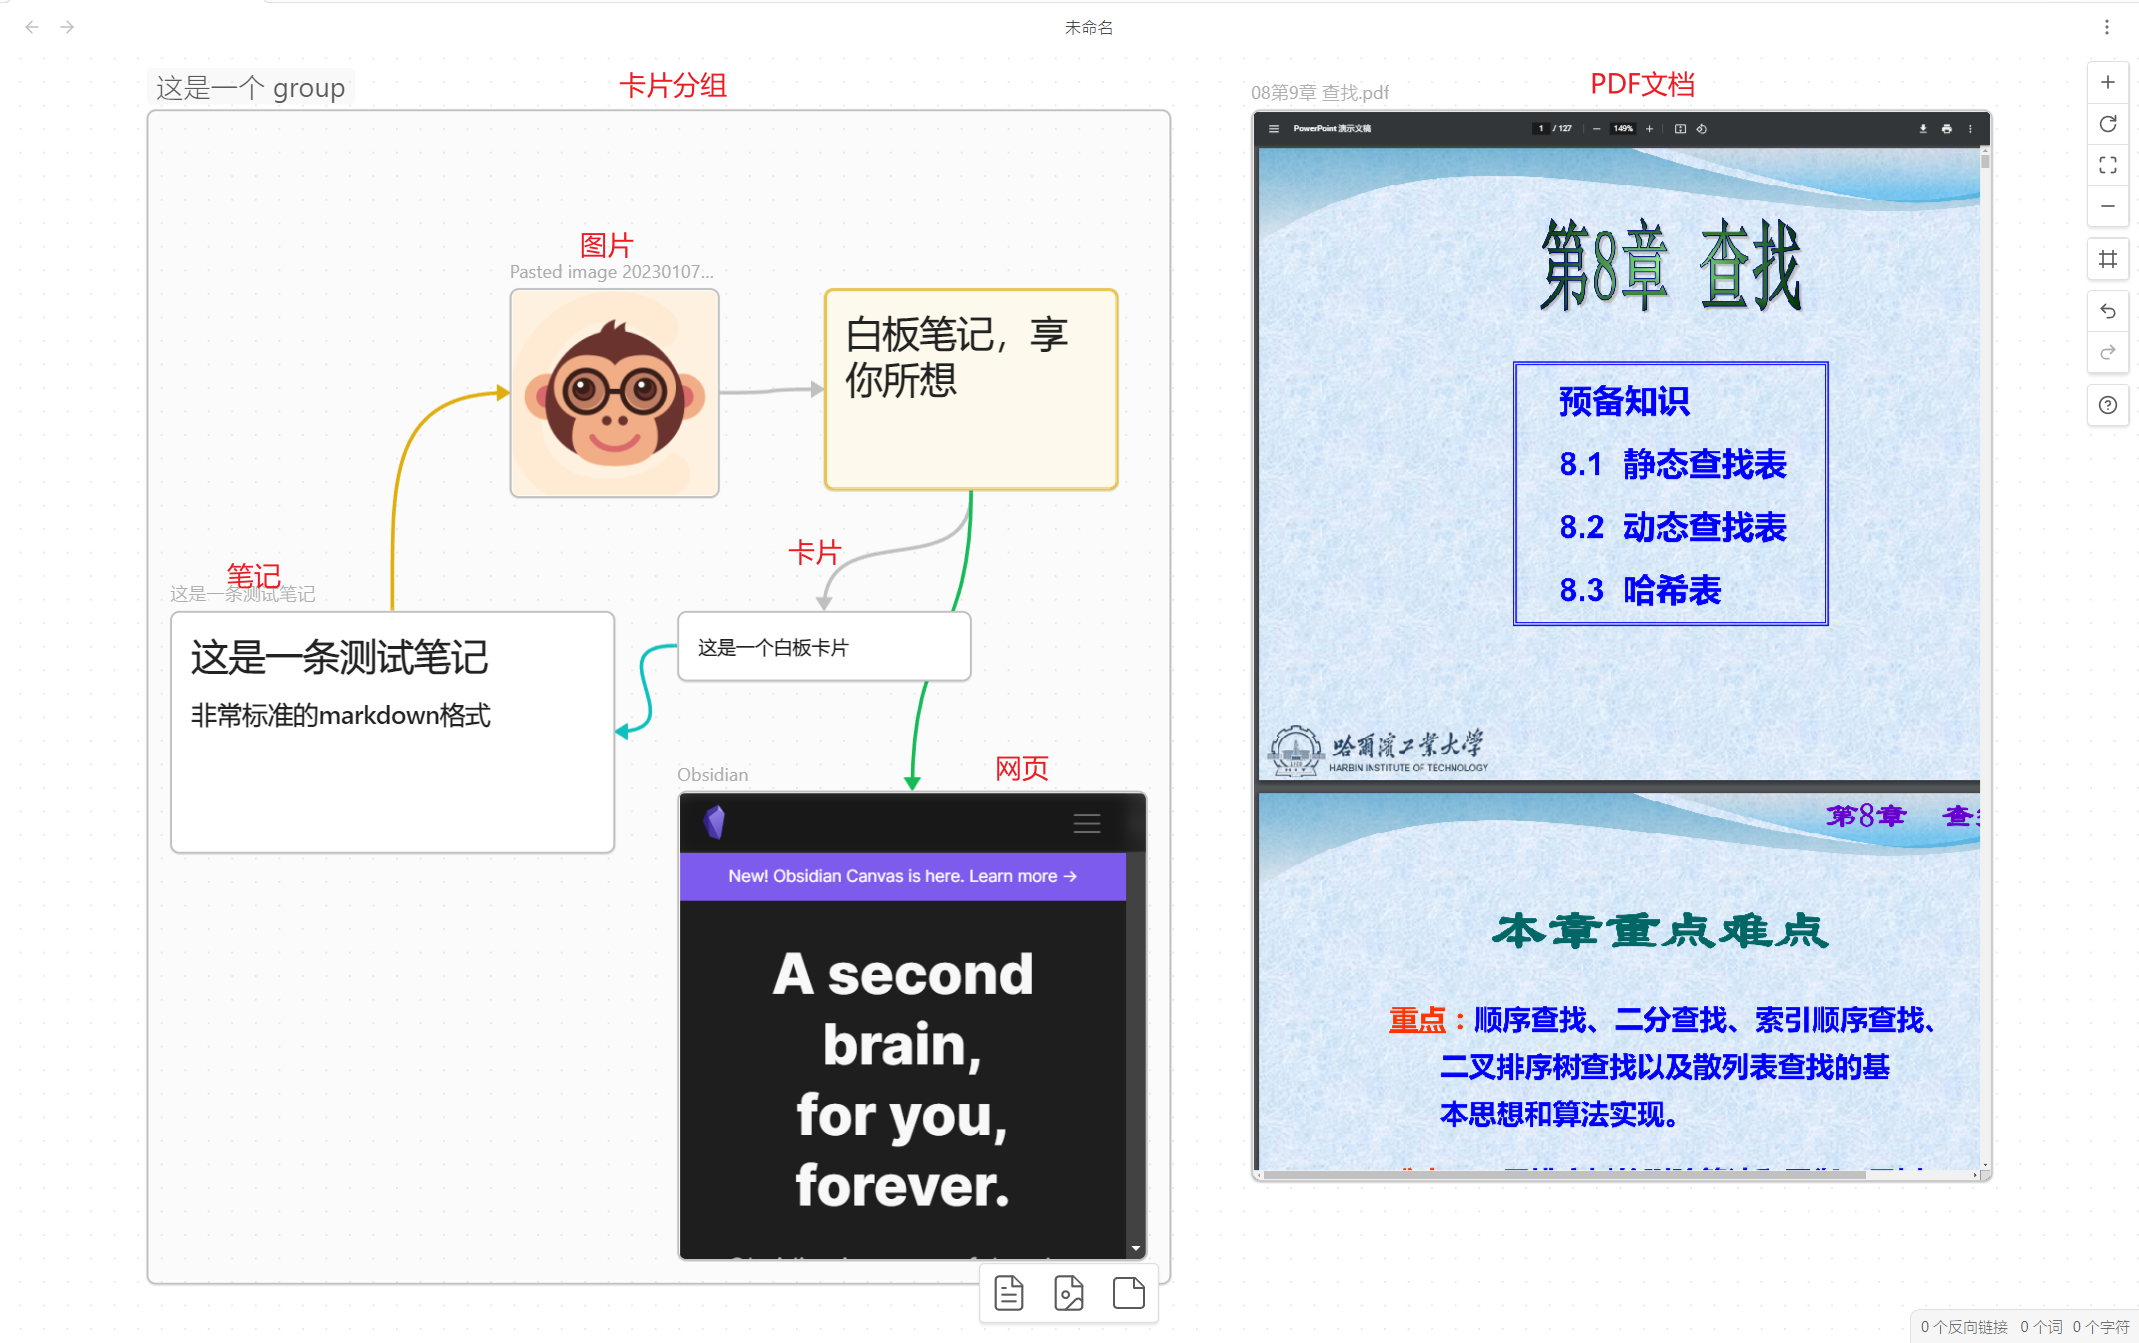 未命名
这是一个 group
卡片分组
08第9章 查找.pdf
PDF文档
PowerPoint 演示文稿
1 / 127
149%
图片
Pasted image 20230107...
白板笔记，享
你所想
卡片
笔记
这是一条测试笔记
这是一条测试笔记
非常标准的markdown格式
这是一个白板卡片
网页
Obsidian
New! Obsidian Canvas is here. Learn more →
A second
brain,
for you,
forever.
第8章 查找
预备知识
8.1 静态查找表
8.2 动态查找表
8.3 哈希表
哈尔滨工业大学
HARBIN INSTITUTE OF TECHNOLOGY
第8章 查
本章重点难点
重点：顺序查找、二分查找、索引顺序查找、
二叉排序树查找以及散列表查找的基
本思想和算法实现。
0 个反向链接 0 个词 0 个字符